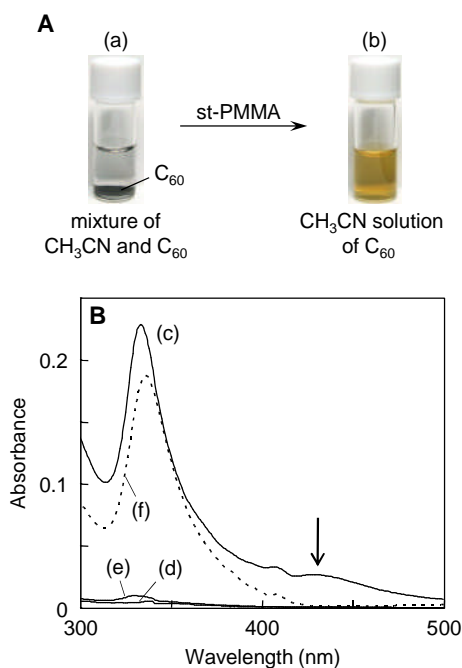 A
(a)
(b)
st-PMMA
C60
mixture of
CH3CN and C60
CH3CN solution
of C60
B
(c)
(f)
(e)
(d)
0.2
0.1
0
Absorbance
300
400
500
Wavelength (nm)